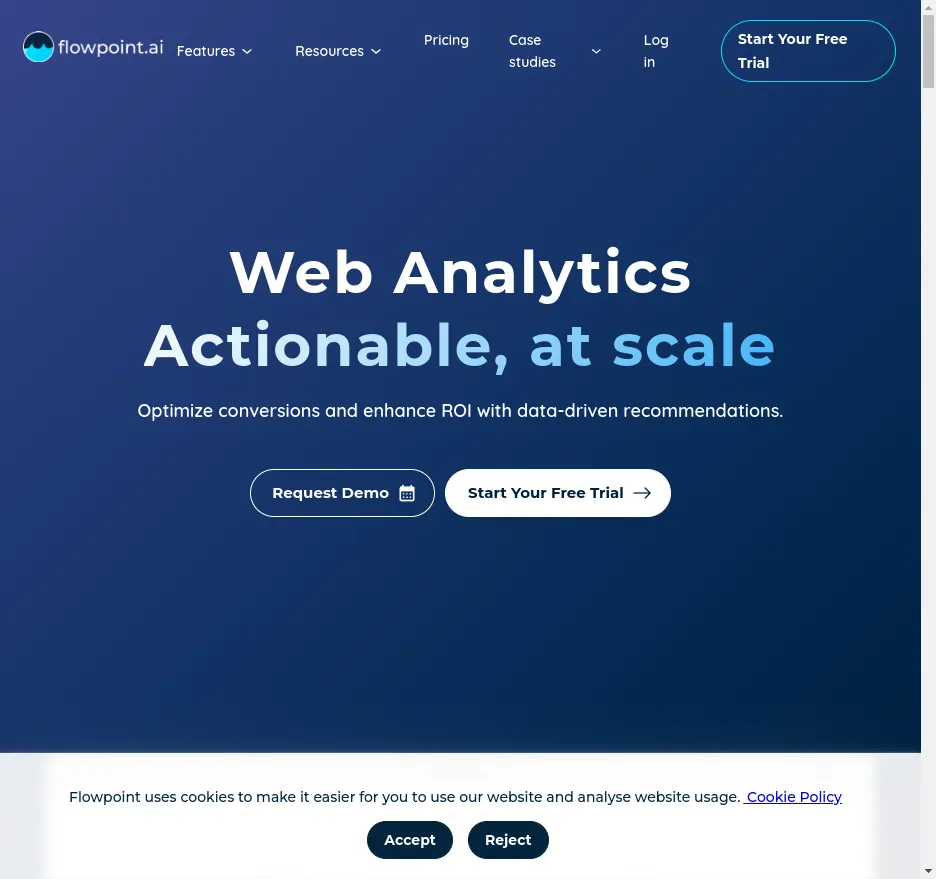 flowpoint.ai
Features
Resources
Pricing
Case
studies
Log
in
Start Your Free
Trial
Web Analytics
Actionable, at scale
Optimize conversions and enhance ROI with data-driven recommendations.
Request Demo
Start Your Free Trial
Flowpoint uses cookies to make it easier for you to use our website and analyse website usage. Cookie Policy
Accept
Reject